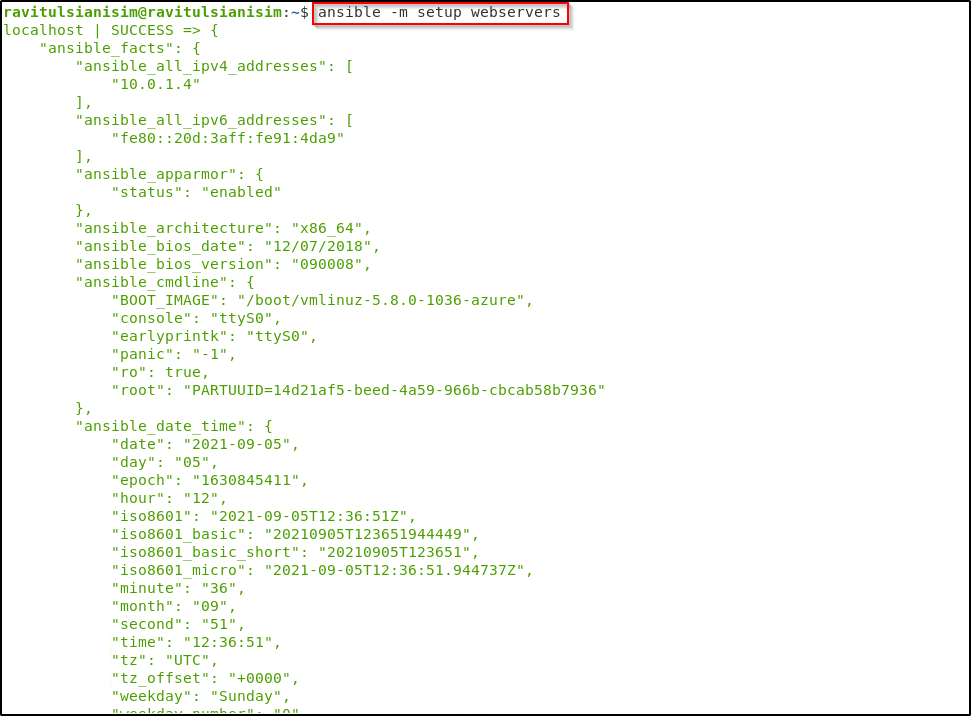 ravitulsianisim@ravitulsianisim:~$ ansible -m setup webservers
localhost | SUCCESS => {
    "ansible_facts": {
        "ansible_all_ipv4_addresses": [
            "10.0.1.4"
        ],
        "ansible_all_ipv6_addresses": [
            "fe80::20d:3aff:fe91:4da9"
        ],
        "ansible_apparmor": {
            "status": "enabled"
        },
        "ansible_architecture": "x86_64",
        "ansible_bios_date": "12/07/2018",
        "ansible_bios_version": "090008",
        "ansible_cmdline": {
            "BOOT_IMAGE": "/boot/vmlinuz-5.8.0-1036-azure",
            "console": "ttyS0",
            "earlyprintk": "ttyS0",
            "panic": "-1",
            "ro": true,
            "root": "PARTUUID=14d21af5-beed-4a59-966b-cbcab58b7936"
        },
        "ansible_date_time": {
            "date": "2021-09-05",
            "day": "05",
            "epoch": "1630845411",
            "hour": "12",
            "iso8601": "2021-09-05T12:36:51Z",
            "iso8601_basic": "20210905T123651944449",
            "iso8601_basic_short": "20210905T123651",
            "iso8601_micro": "2021-09-05T12:36:51.944737Z",
            "minute": "36",
            "month": "09",
            "second": "51",
            "time": "12:36:51",
            "tz": "UTC",
            "tz_offset": "+0000",
            "weekday": "Sunday",
            "weekday_number": "0",